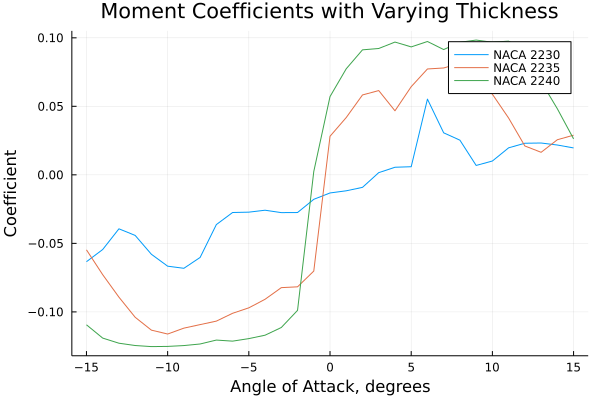 Moment Coefficients with Varying Thickness
Coefficient
0.10
0.05
0.00
−0.05
−0.10
NACA 2230
NACA 2235
NACA 2240
−15 −10 −5 0 5 10 15
Angle of Attack, degrees